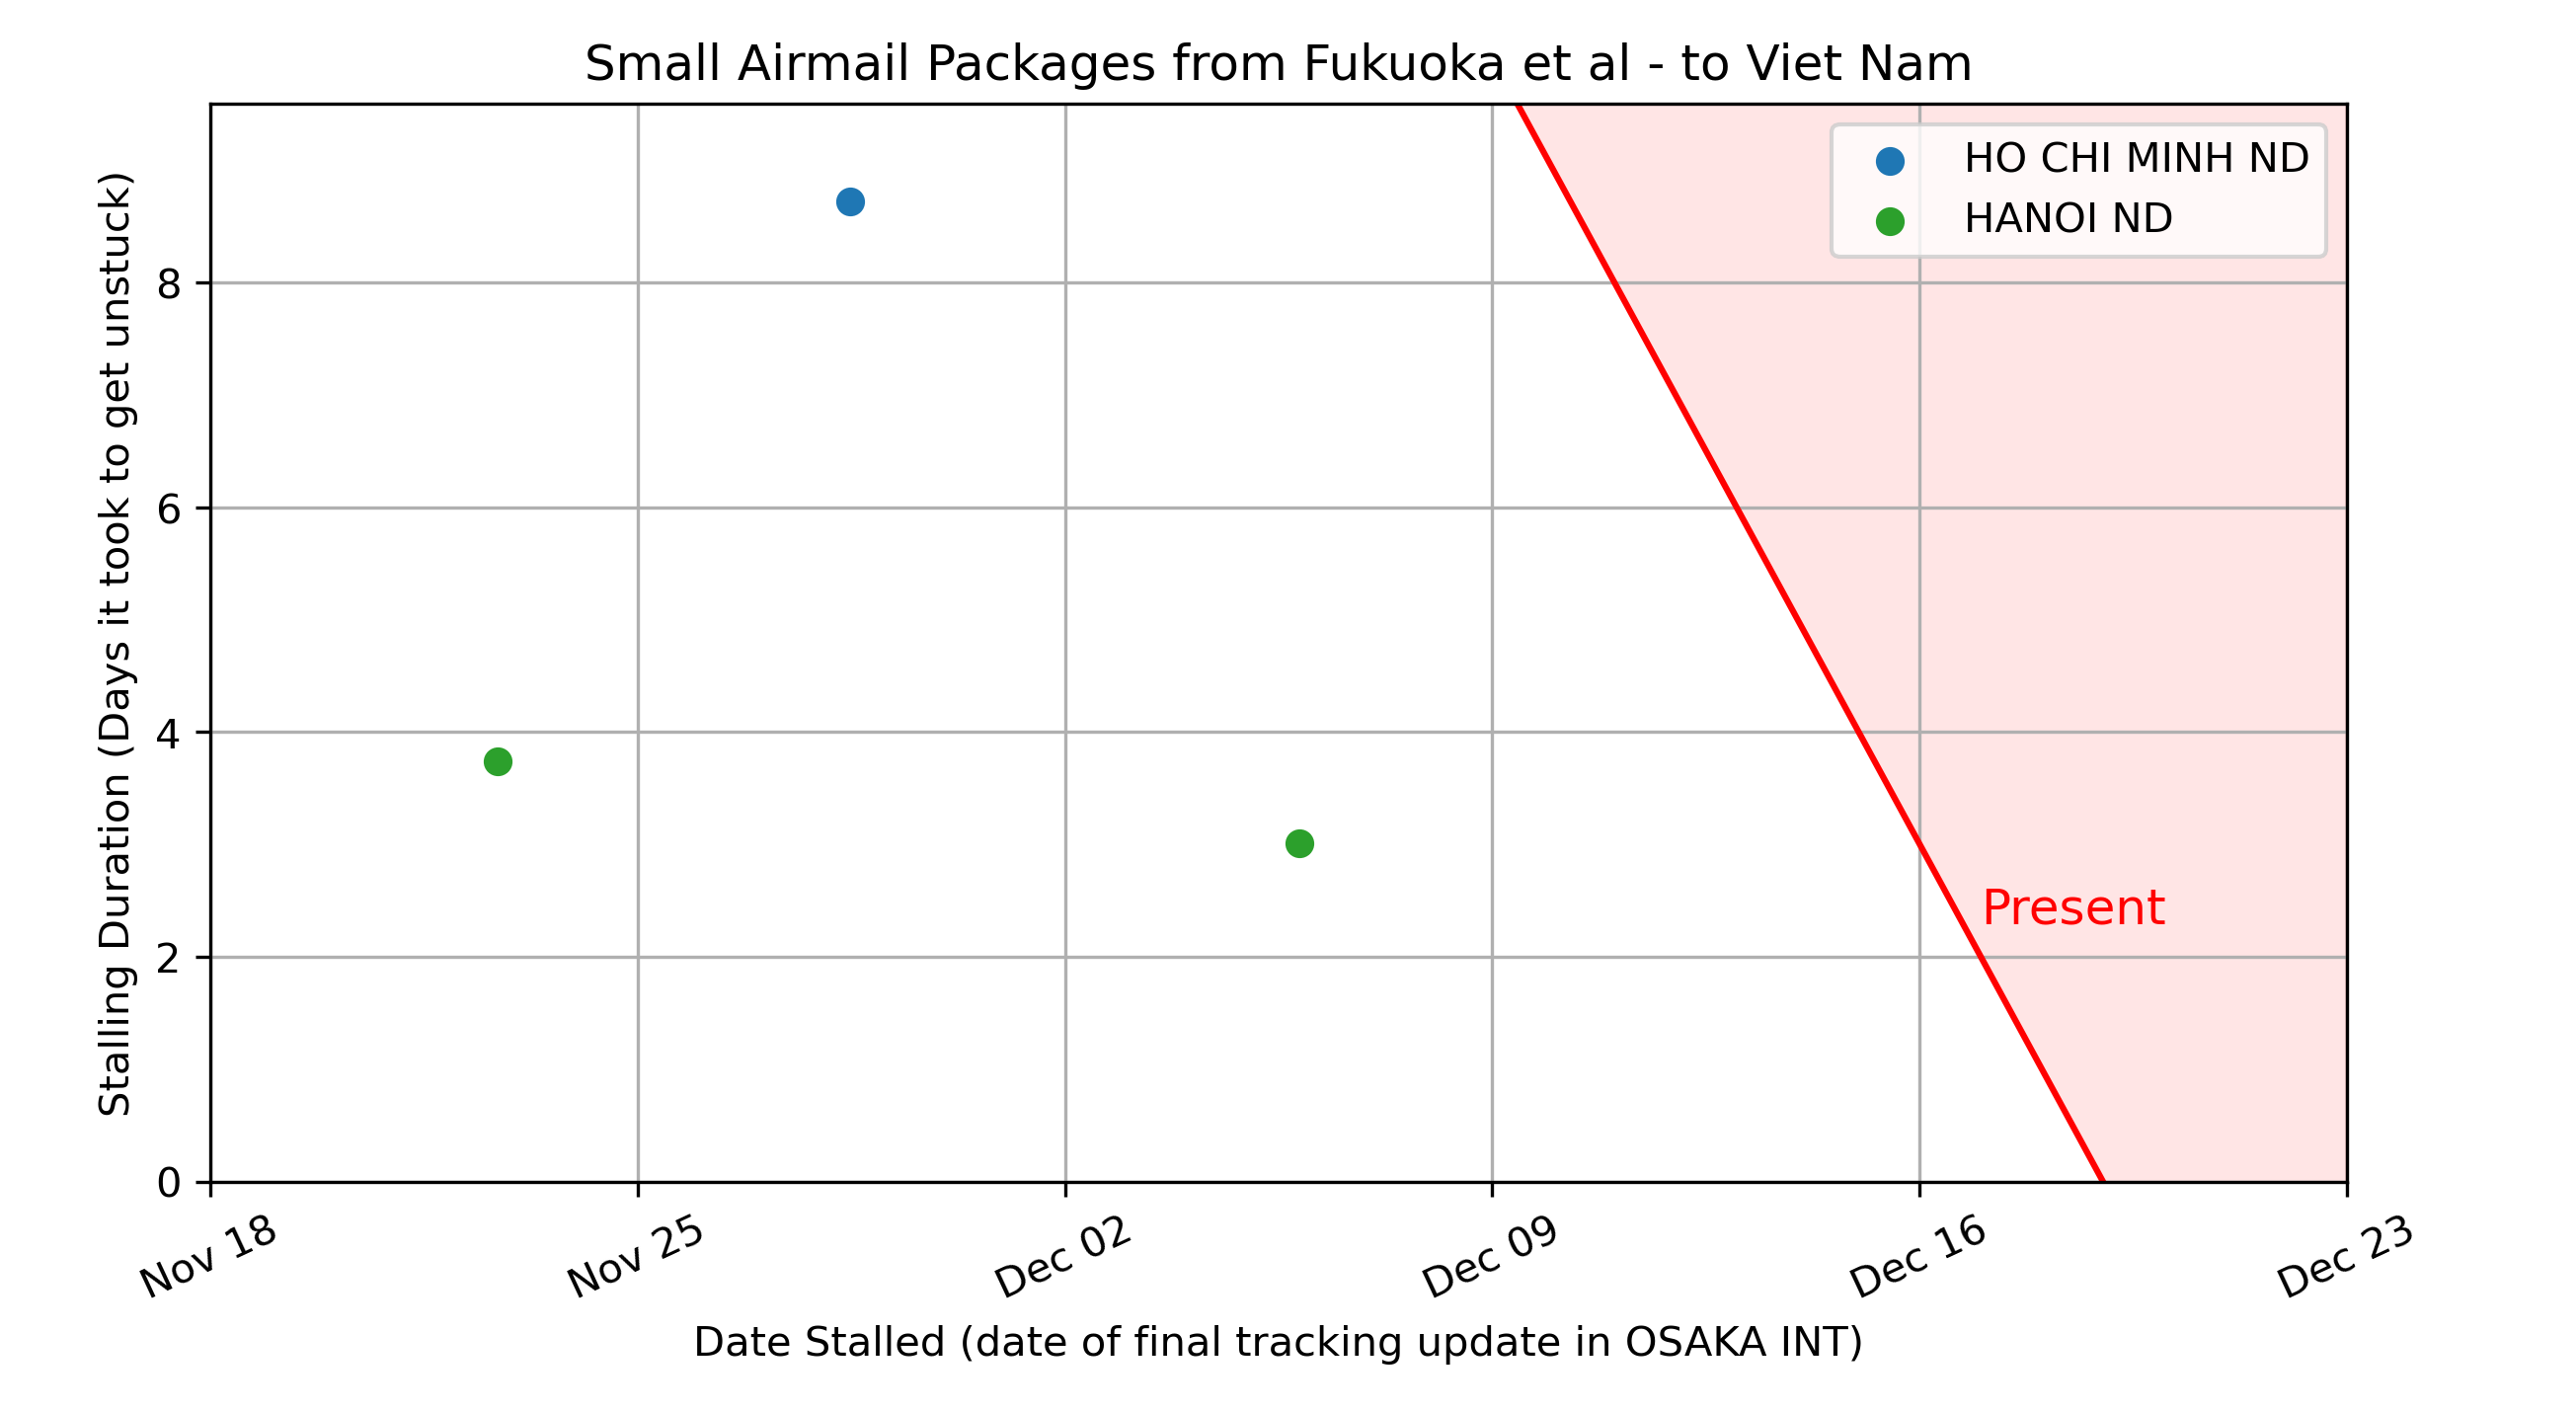 Small Airmail Packages from Fukuoka et al - to Viet Nam
HO CHI MINH ND
HANOI ND
Stalling Duration (Days it took to get unstuck)
8
6
4
2
0
Present
Nov 18
Nov 25
Dec 02
Dec 09
Dec 16
Dec 23
Date Stalled (date of final tracking update in OSAKA INT)